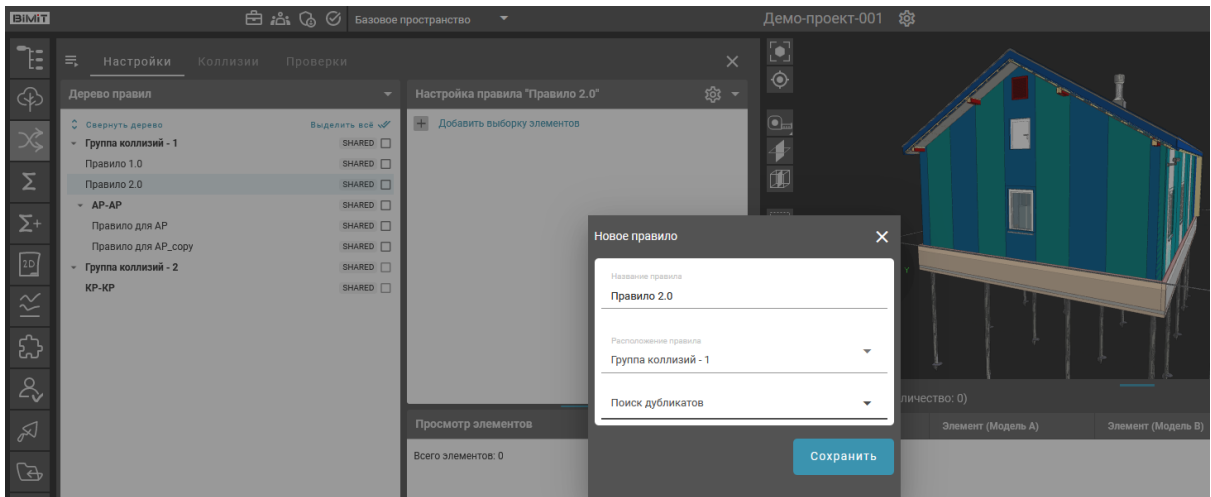 BIMiT
Базовое пространство
Демо-проект-001
Настройки Коллизии Проверки
Дерево правил
Настройка правила "Правило 2.0"
Свернуть дерево Выделить всё
Добавить выборку элементов
Группа коллизий - 1 SHARED
Правило 1.0 SHARED
Правило 2.0 SHARED
АР-АР SHARED
Правило для АР SHARED
Правило для АР_copy SHARED
Группа коллизий - 2 SHARED
КР-КР SHARED
2D
Y
Новое правило
Название правила
Правило 2.0
Расположение правила
Группа коллизий - 1
Поиск дубликатов
Сохранить
Просмотр элементов
Всего элементов: 0
личество: 0)
Элемент (Модель A) Элемент (Модель B)